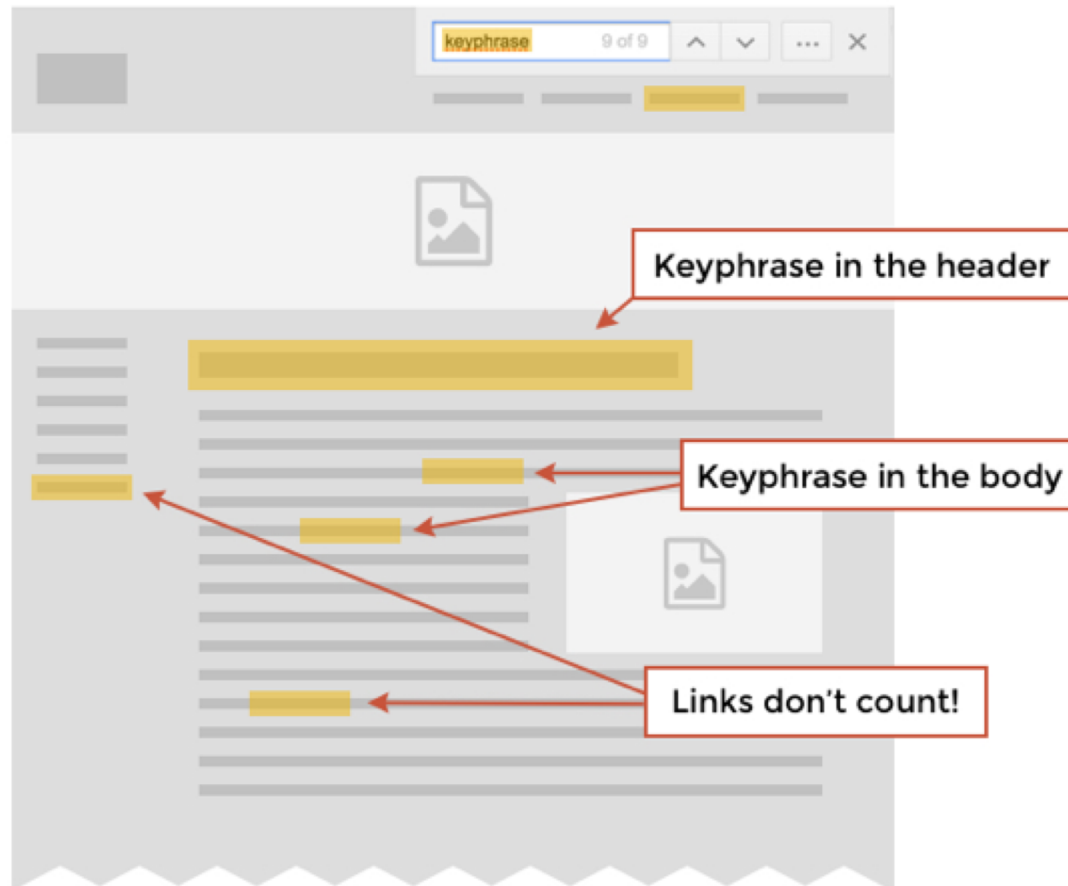 keyphrase 9 of 9 ...
Keyphrase in the header
Keyphrase in the body
Links don't count!